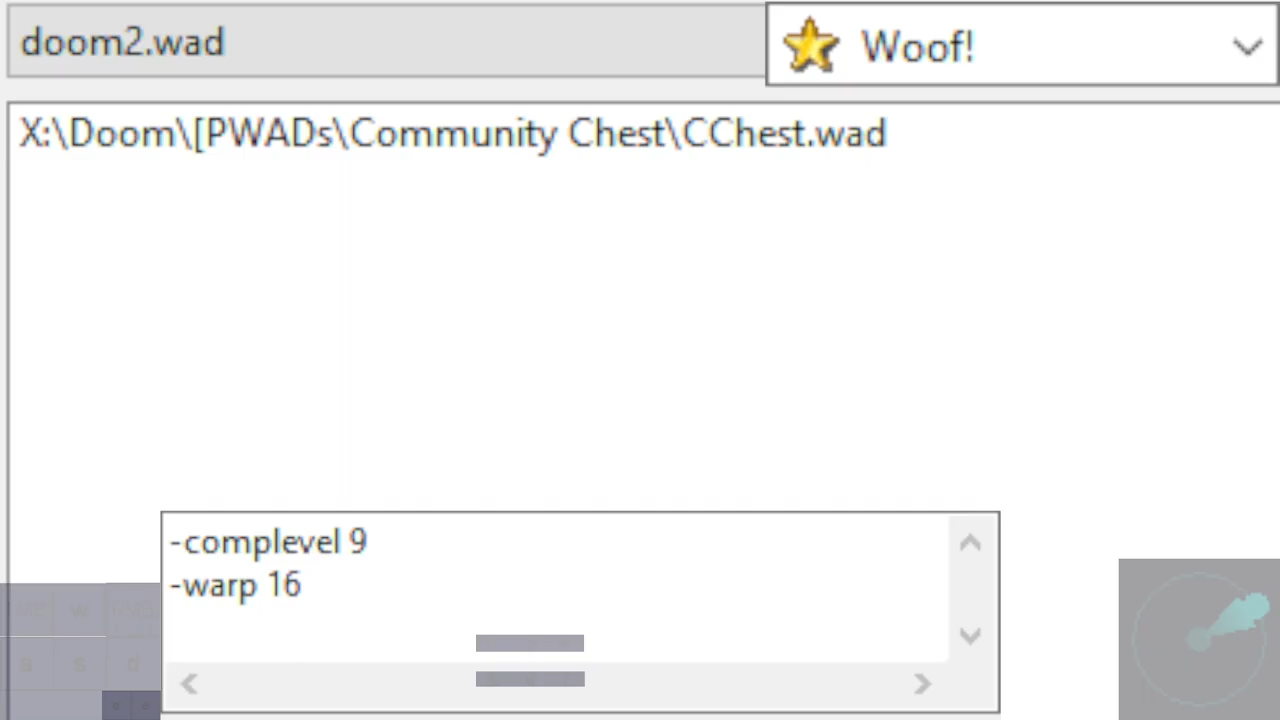 doom2.wad
Woof!
X:\Doom\[PWADs\Community Chest\CChest.wad
-complevel 9
-warp 16
w
a s d